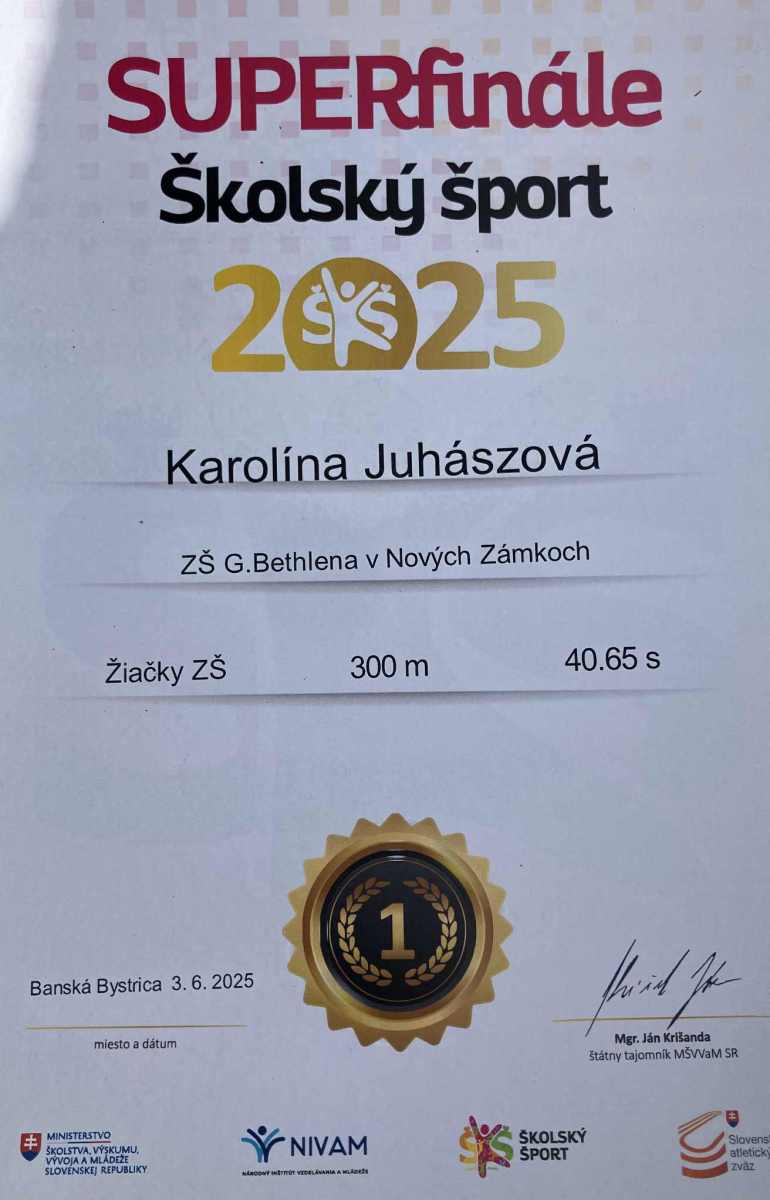 SUPERfinále
Školský šport
2025
Karolína Juhászová
ZŠ G.Bethlena v Nových Zámkoch
Žiačky ZŠ 300 m 40.65 s
1
Banská Bystrica 3. 6. 2025
miesto a dátum
Mgr. Ján Krišanda
štátny tajomník MŠVVaM SR
MINISTERSTVO
ŠKOLSTVA, VÝSKUMU,
VÝVOJA A MLÁDEŽE
SLOVENSKEJ REPUBLIKY
NIVAM
NÁRODNÝ INŠTITÚT VZDELÁVANIA A MLÁDEŽE
ŠKOLSKÝ
ŠPORT
Slovens
atletický
zväz